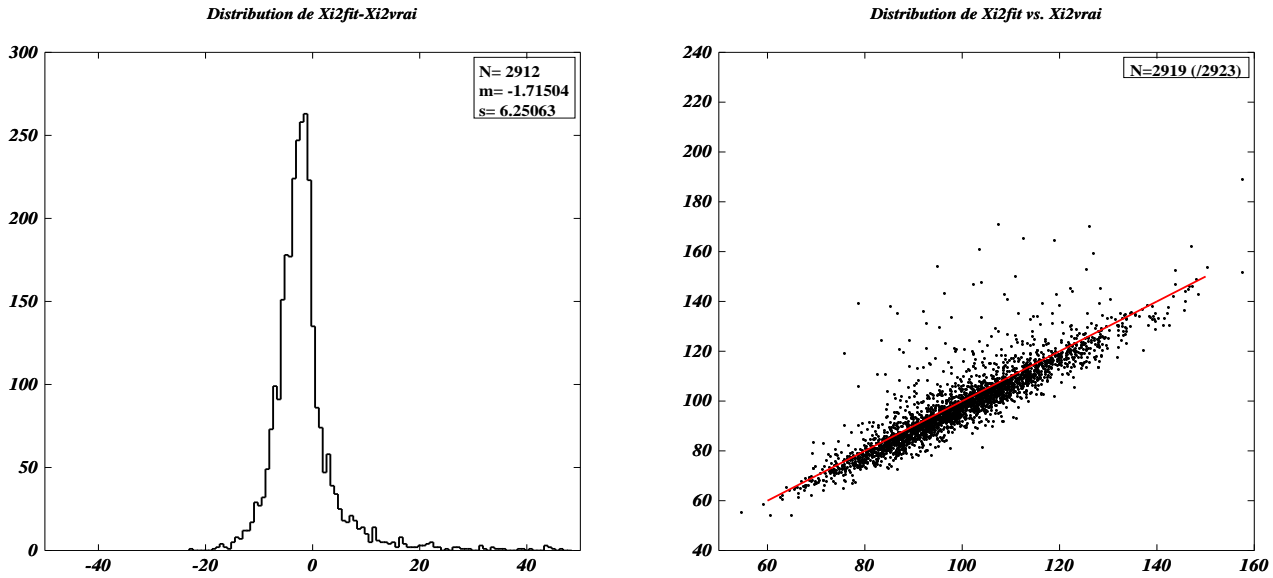 Distribution de Xi2fit-Xi2vrai
300
250
200
150
100
50
0
-40 -20 0 20 40
N= 2912
m= -1.71504
s= 6.25063
Distribution de Xi2fit vs. Xi2vrai
240
220
200
180
160
140
120
100
80
60
40
60 80 100 120 140 160
N=2919 (/2923)